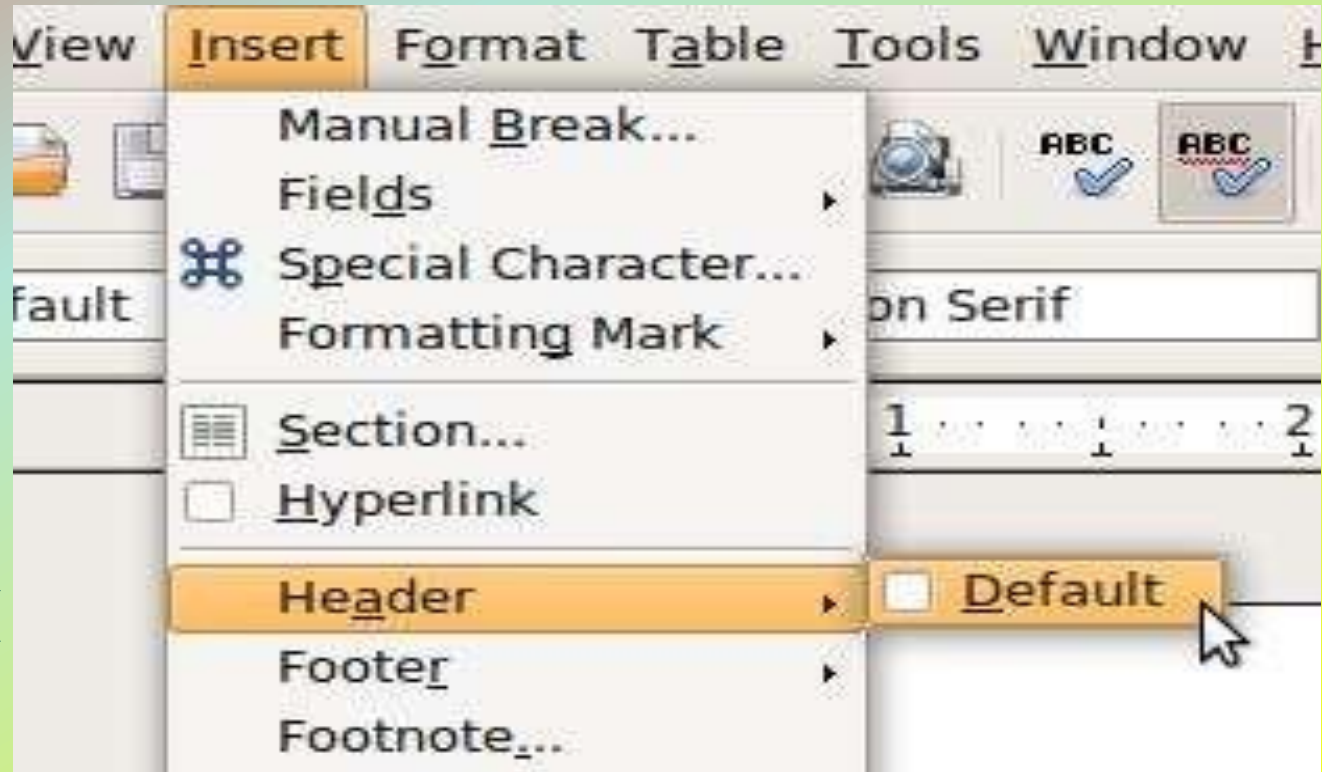 View Insert Format Table Tools Window
Manual Break...
ABC ABC
Fields
Special Character...
fault on Serif
Formatting Mark
Section...
1 2
Hyperlink
Header Default
Footer
Footnote...